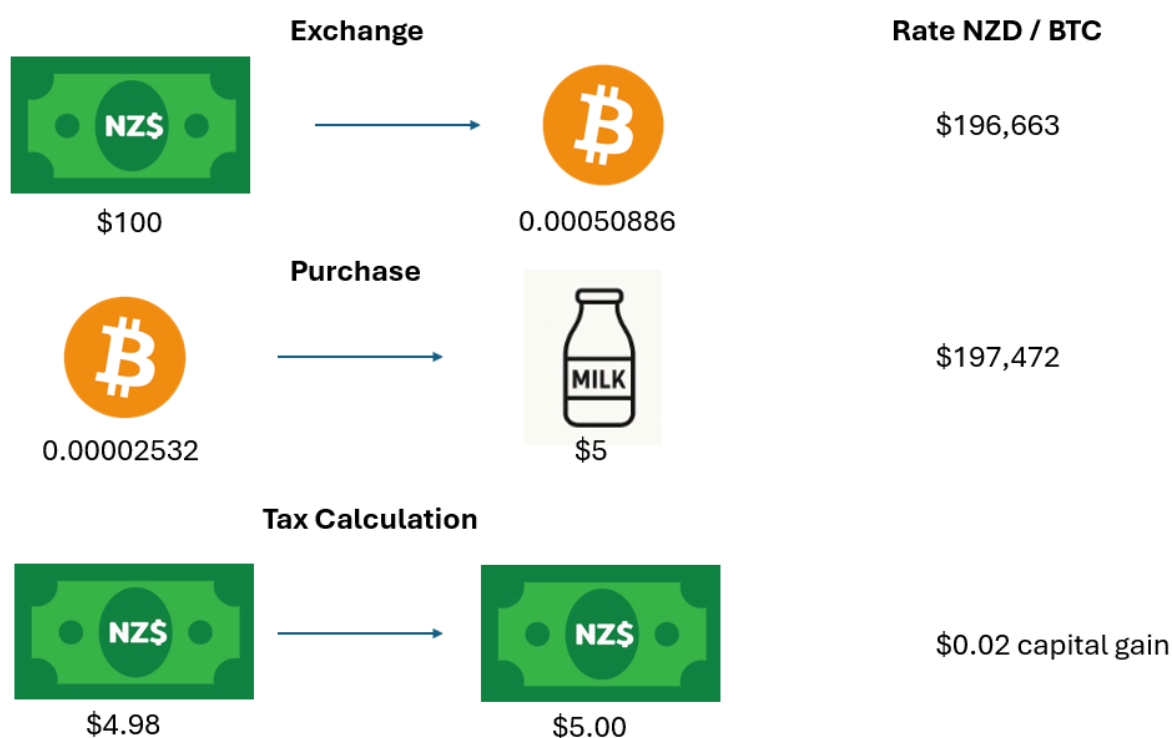 Exchange
Rate NZD / BTC
NZ$
$196,663
$100
0.00050886
Purchase
MILK
$197,472
0.00002532
$5
Tax Calculation
NZ$
NZ$
$0.02 capital gain
$4.98
$5.00